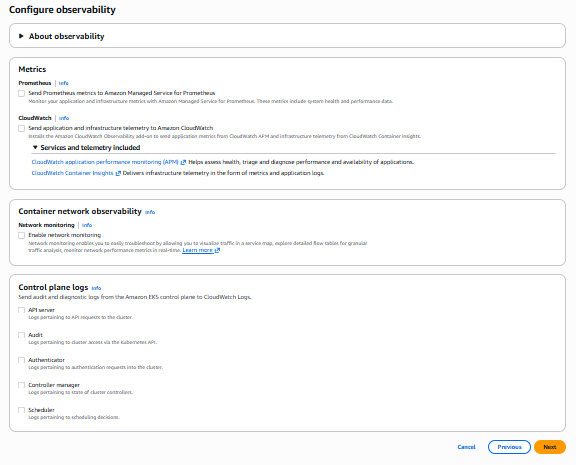 Configure observability
About observability
Metrics
Prometheus | Info
Send Prometheus metrics to Amazon Managed Service for Prometheus
Monitor your application and infrastructure metrics with Amazon Managed Service for Prometheus. These metrics include system health and performance data.
CloudWatch | Info
Send application and infrastructure telemetry to Amazon CloudWatch
Installs the Amazon CloudWatch Observability add-on to send application metrics from CloudWatch APM and infrastructure telemetry from CloudWatch Container Insights.
Services and telemetry included
CloudWatch application performance monitoring (APM) Helps assess health, triage and diagnose performance and availability of applications.
CloudWatch Container Insights Delivers infrastructure telemetry in the form of metrics and application logs.
Container network observability Info
Network monitoring | Info
Enable network monitoring
Network monitoring enables you to easily troubleshoot by allowing you to visualize traffic in a service map, explore detailed flow tables for granular
traffic analysis, monitor network performance metrics in real-time. Learn more
Control plane logs Info
Send audit and diagnostic logs from the Amazon EKS control plane to CloudWatch Logs.
API server
Logs pertaining to API requests to the cluster.
Audit
Logs pertaining to cluster access via the Kubernetes API.
Authenticator
Logs pertaining to authentication requests into the cluster.
Controller manager
Logs pertaining to state of cluster controllers.
Scheduler
Logs pertaining to scheduling decisions.
Cancel Previous Next